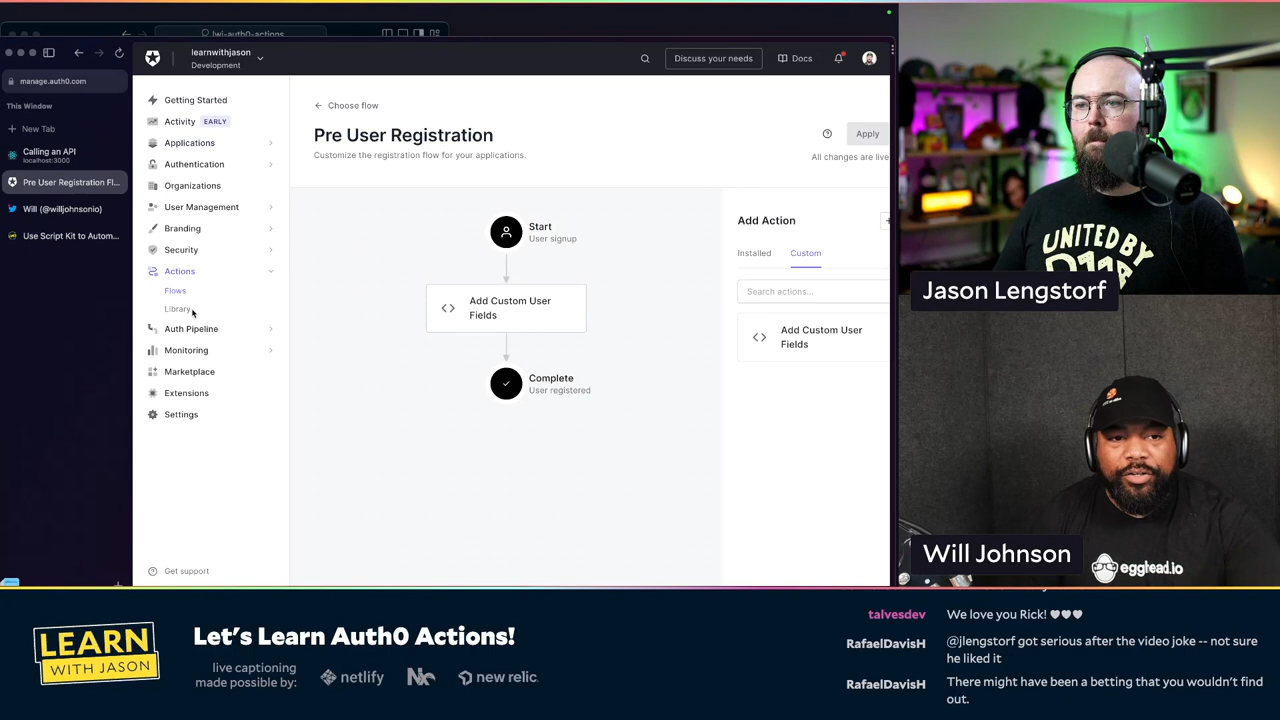 lwj-auth0-actions
manage.auth0.com
This Window
New Tab
Calling an API
localhost:3000
Pre User Registration Fl...
Will (@willjohnsonio)
Use Script Kit to Autom...
learnwithjason
Development
Discuss your needs
Docs
Getting Started
Activity EARLY
Applications
Authentication
Organizations
User Management
Branding
Security
Actions
Flows
Library
Auth Pipeline
Monitoring
Marketplace
Extensions
Settings
Get support
Choose flow
Pre User Registration
Customize the registration flow for your applications.
Apply
All changes are live
Start
User signup
Add Custom User
Fields
Complete
User registered
Add Action
Installed Custom
Search actions...
Add Custom User
Fields
UNITED BY
Jason Lengstorf
Will Johnson
egghead.io
LEARN
WITH JASON
Let's Learn Auth0 Actions!
live captioning
made possible by:
netlify
new relic.
talvesdev We love you Rick! ♥♥♥
RafaelDavisH @jlengstorf got serious after the video joke -- not sure
he liked it
RafaelDavisH There might have been a betting that you wouldn't find
out.